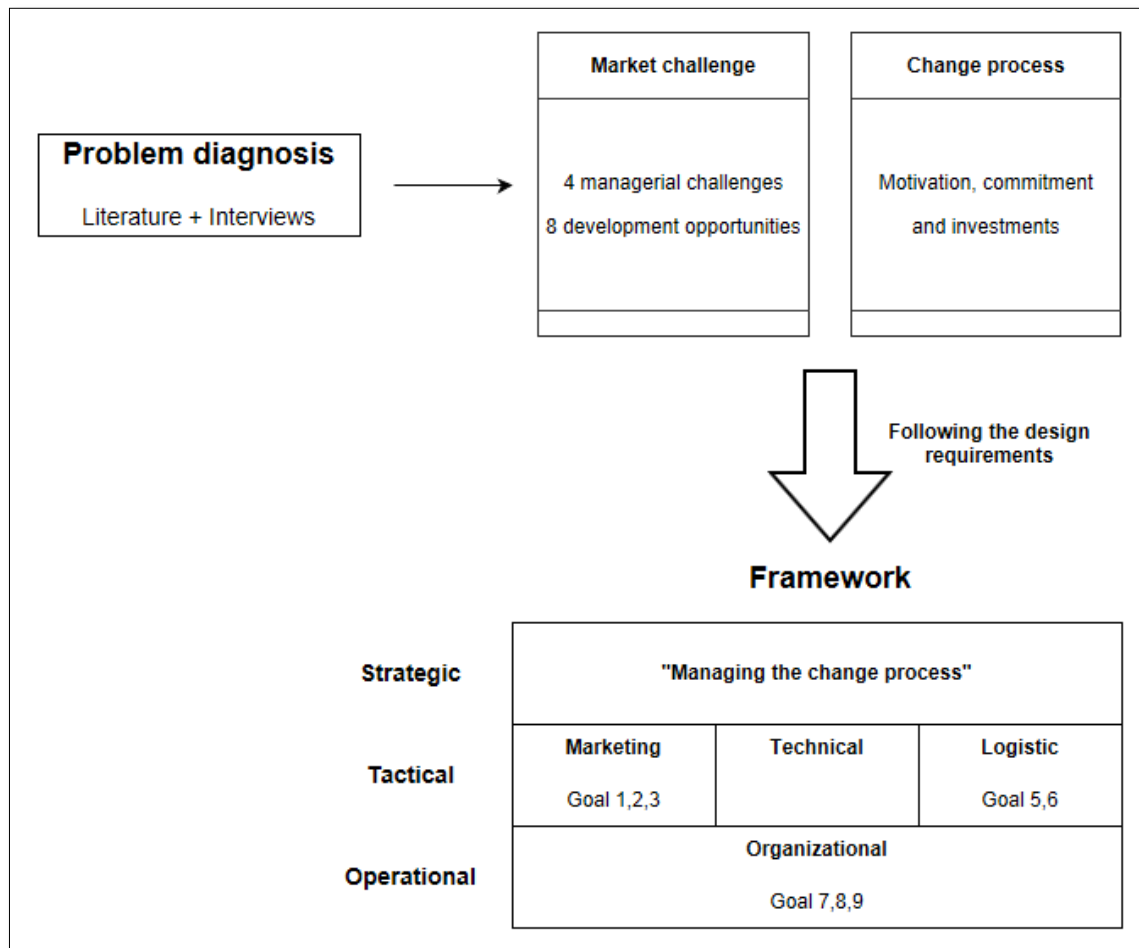 Market challenge
Change process
Problem diagnosis
Literature + Interviews
4 managerial challenges
8 development opportunities
Motivation, commitment
and investments
Following the design
requirements
Framework
Strategic
"Managing the change process"
Tactical
Marketing
Technical
Logistic
Goal 1,2,3
Goal 5,6
Operational
Organizational
Goal 7,8,9